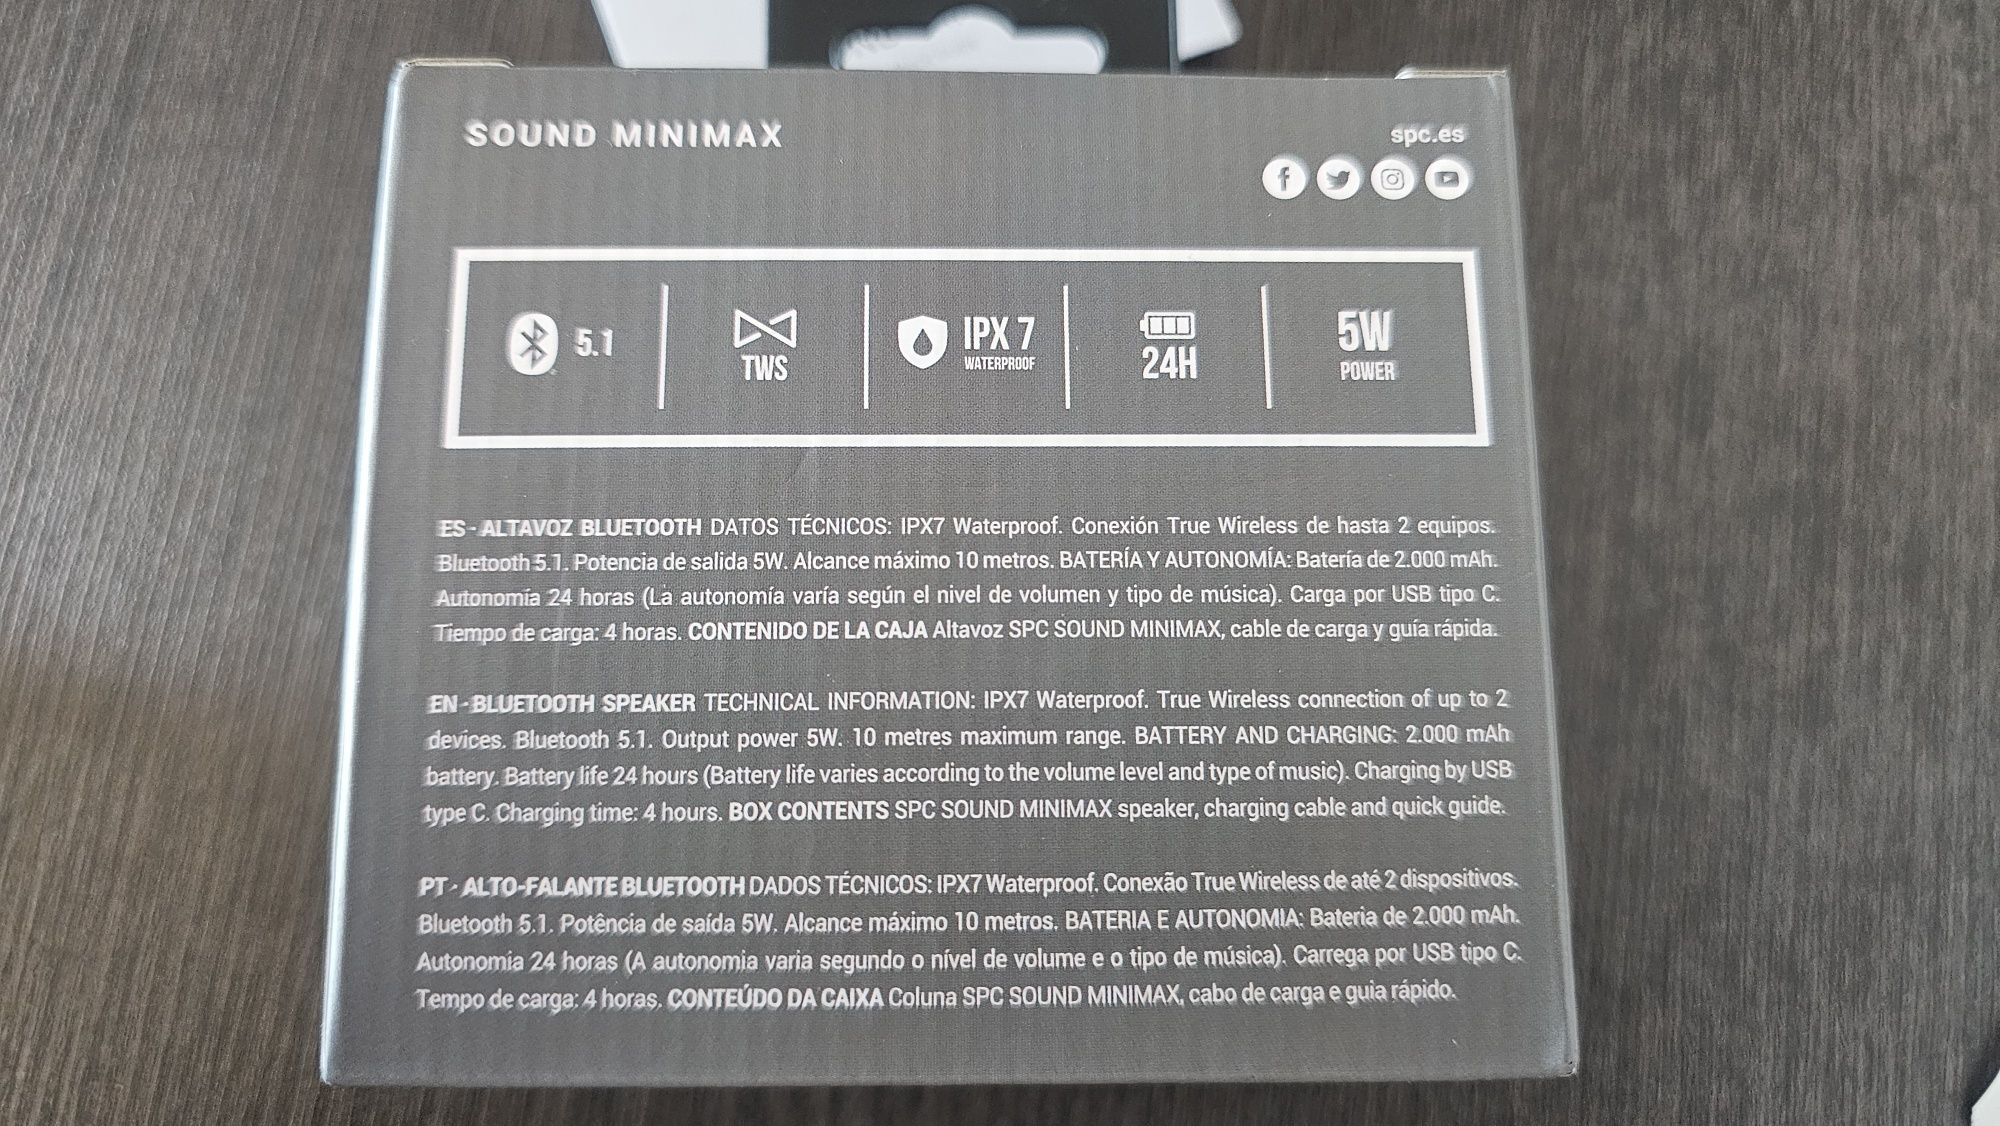 SOUND MINIMAX
spc.es
5.1
TWS
IPX 7
WATERPROOF
24H
5W
POWER
ES - ALTAVOZ BLUETOOTH DATOS TÉCNICOS: IPX7 Waterproof. Conexión True Wireless de hasta 2 equipos.
Bluetooth 5.1. Potencia de salida 5W. Alcance máximo 10 metros. BATERÍA Y AUTONOMÍA: Batería de 2.000 mAh.
Autonomía 24 horas (La autonomía varía según el nivel de volumen y tipo de música). Carga por USB tipo C.
Tiempo de carga: 4 horas. CONTENIDO DE LA CAJA Altavoz SPC SOUND MINIMAX, cable de carga y guía rápida.
EN - BLUETOOTH SPEAKER TECHNICAL INFORMATION: IPX7 Waterproof. True Wireless connection of up to 2
devices. Bluetooth 5.1. Output power 5W. 10 metres maximum range. BATTERY AND CHARGING: 2.000 mAh
battery. Battery life 24 hours (Battery life varies according to the volume level and type of music). Charging by USB
type C. Charging time: 4 hours. BOX CONTENTS SPC SOUND MINIMAX speaker, charging cable and quick guide.
PT - ALTO-FALANTE BLUETOOTH DADOS TÉCNICOS: IPX7 Waterproof. Conexão True Wireless de até 2 dispositivos.
Bluetooth 5.1. Potência de saída 5W. Alcance máximo 10 metros. BATERIA E AUTONOMIA: Bateria de 2.000 mAh.
Autonomia 24 horas (A autonomia varia segundo o nível de volume e o tipo de música). Carrega por USB tipo C.
Tempo de carga: 4 horas. CONTEÚDO DA CAIXA Coluna SPC SOUND MINIMAX, cabo de carga e guia rápido.